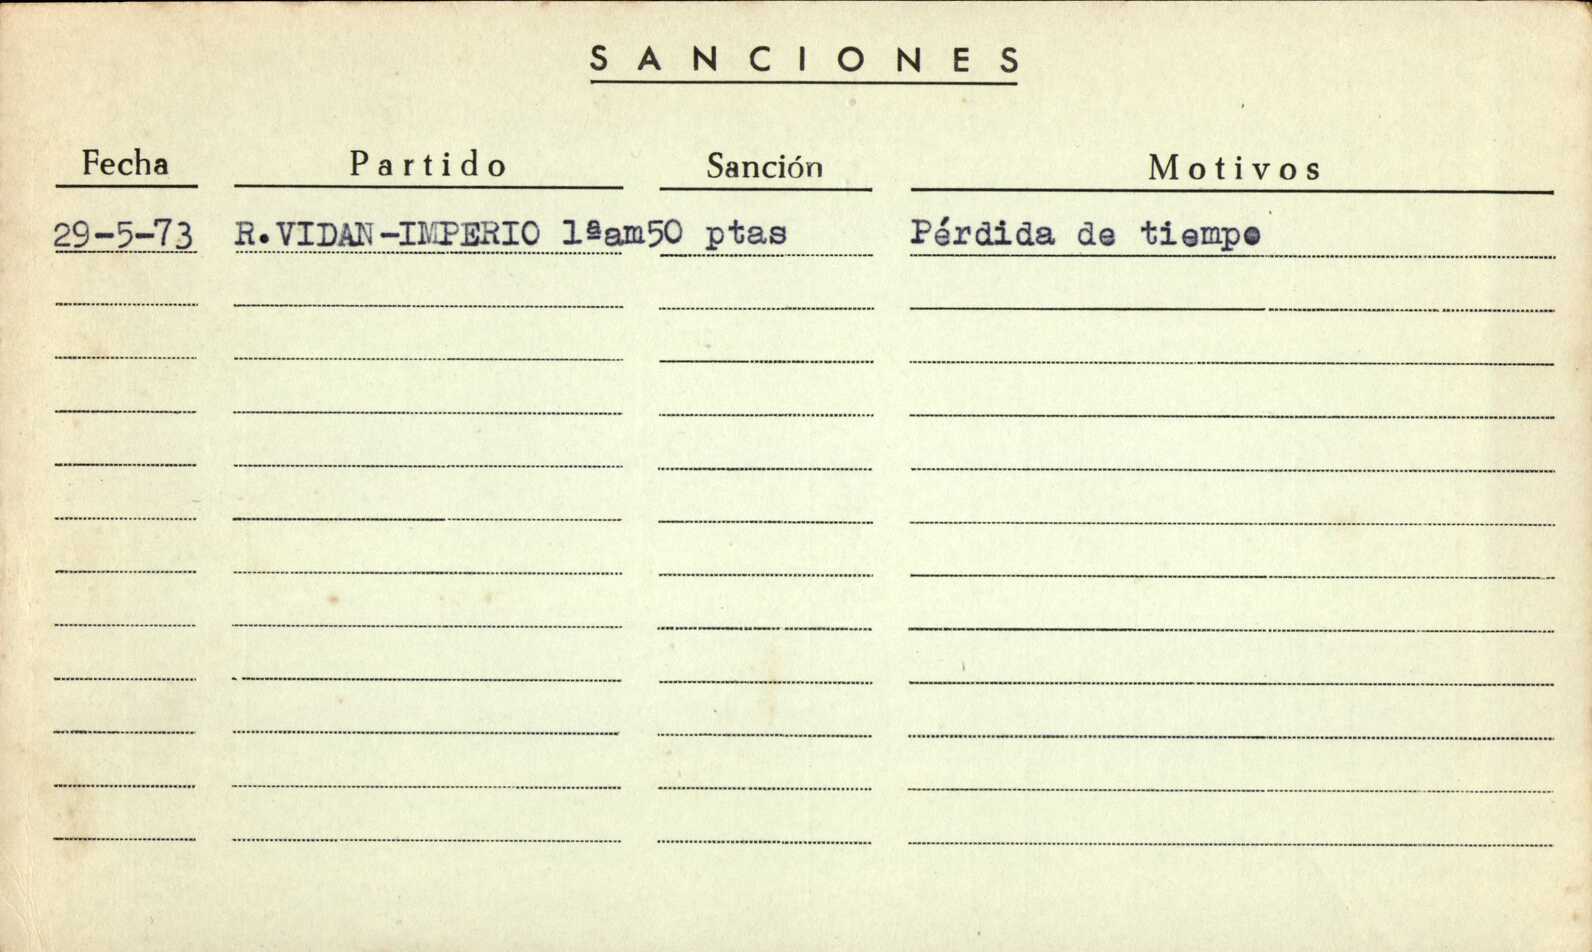 SANCIONES
Fecha Partido Sanción Motivos
29-5-73 R.VIDAN-IMPERIO 1ªam50 ptas Pérdida de tiempo